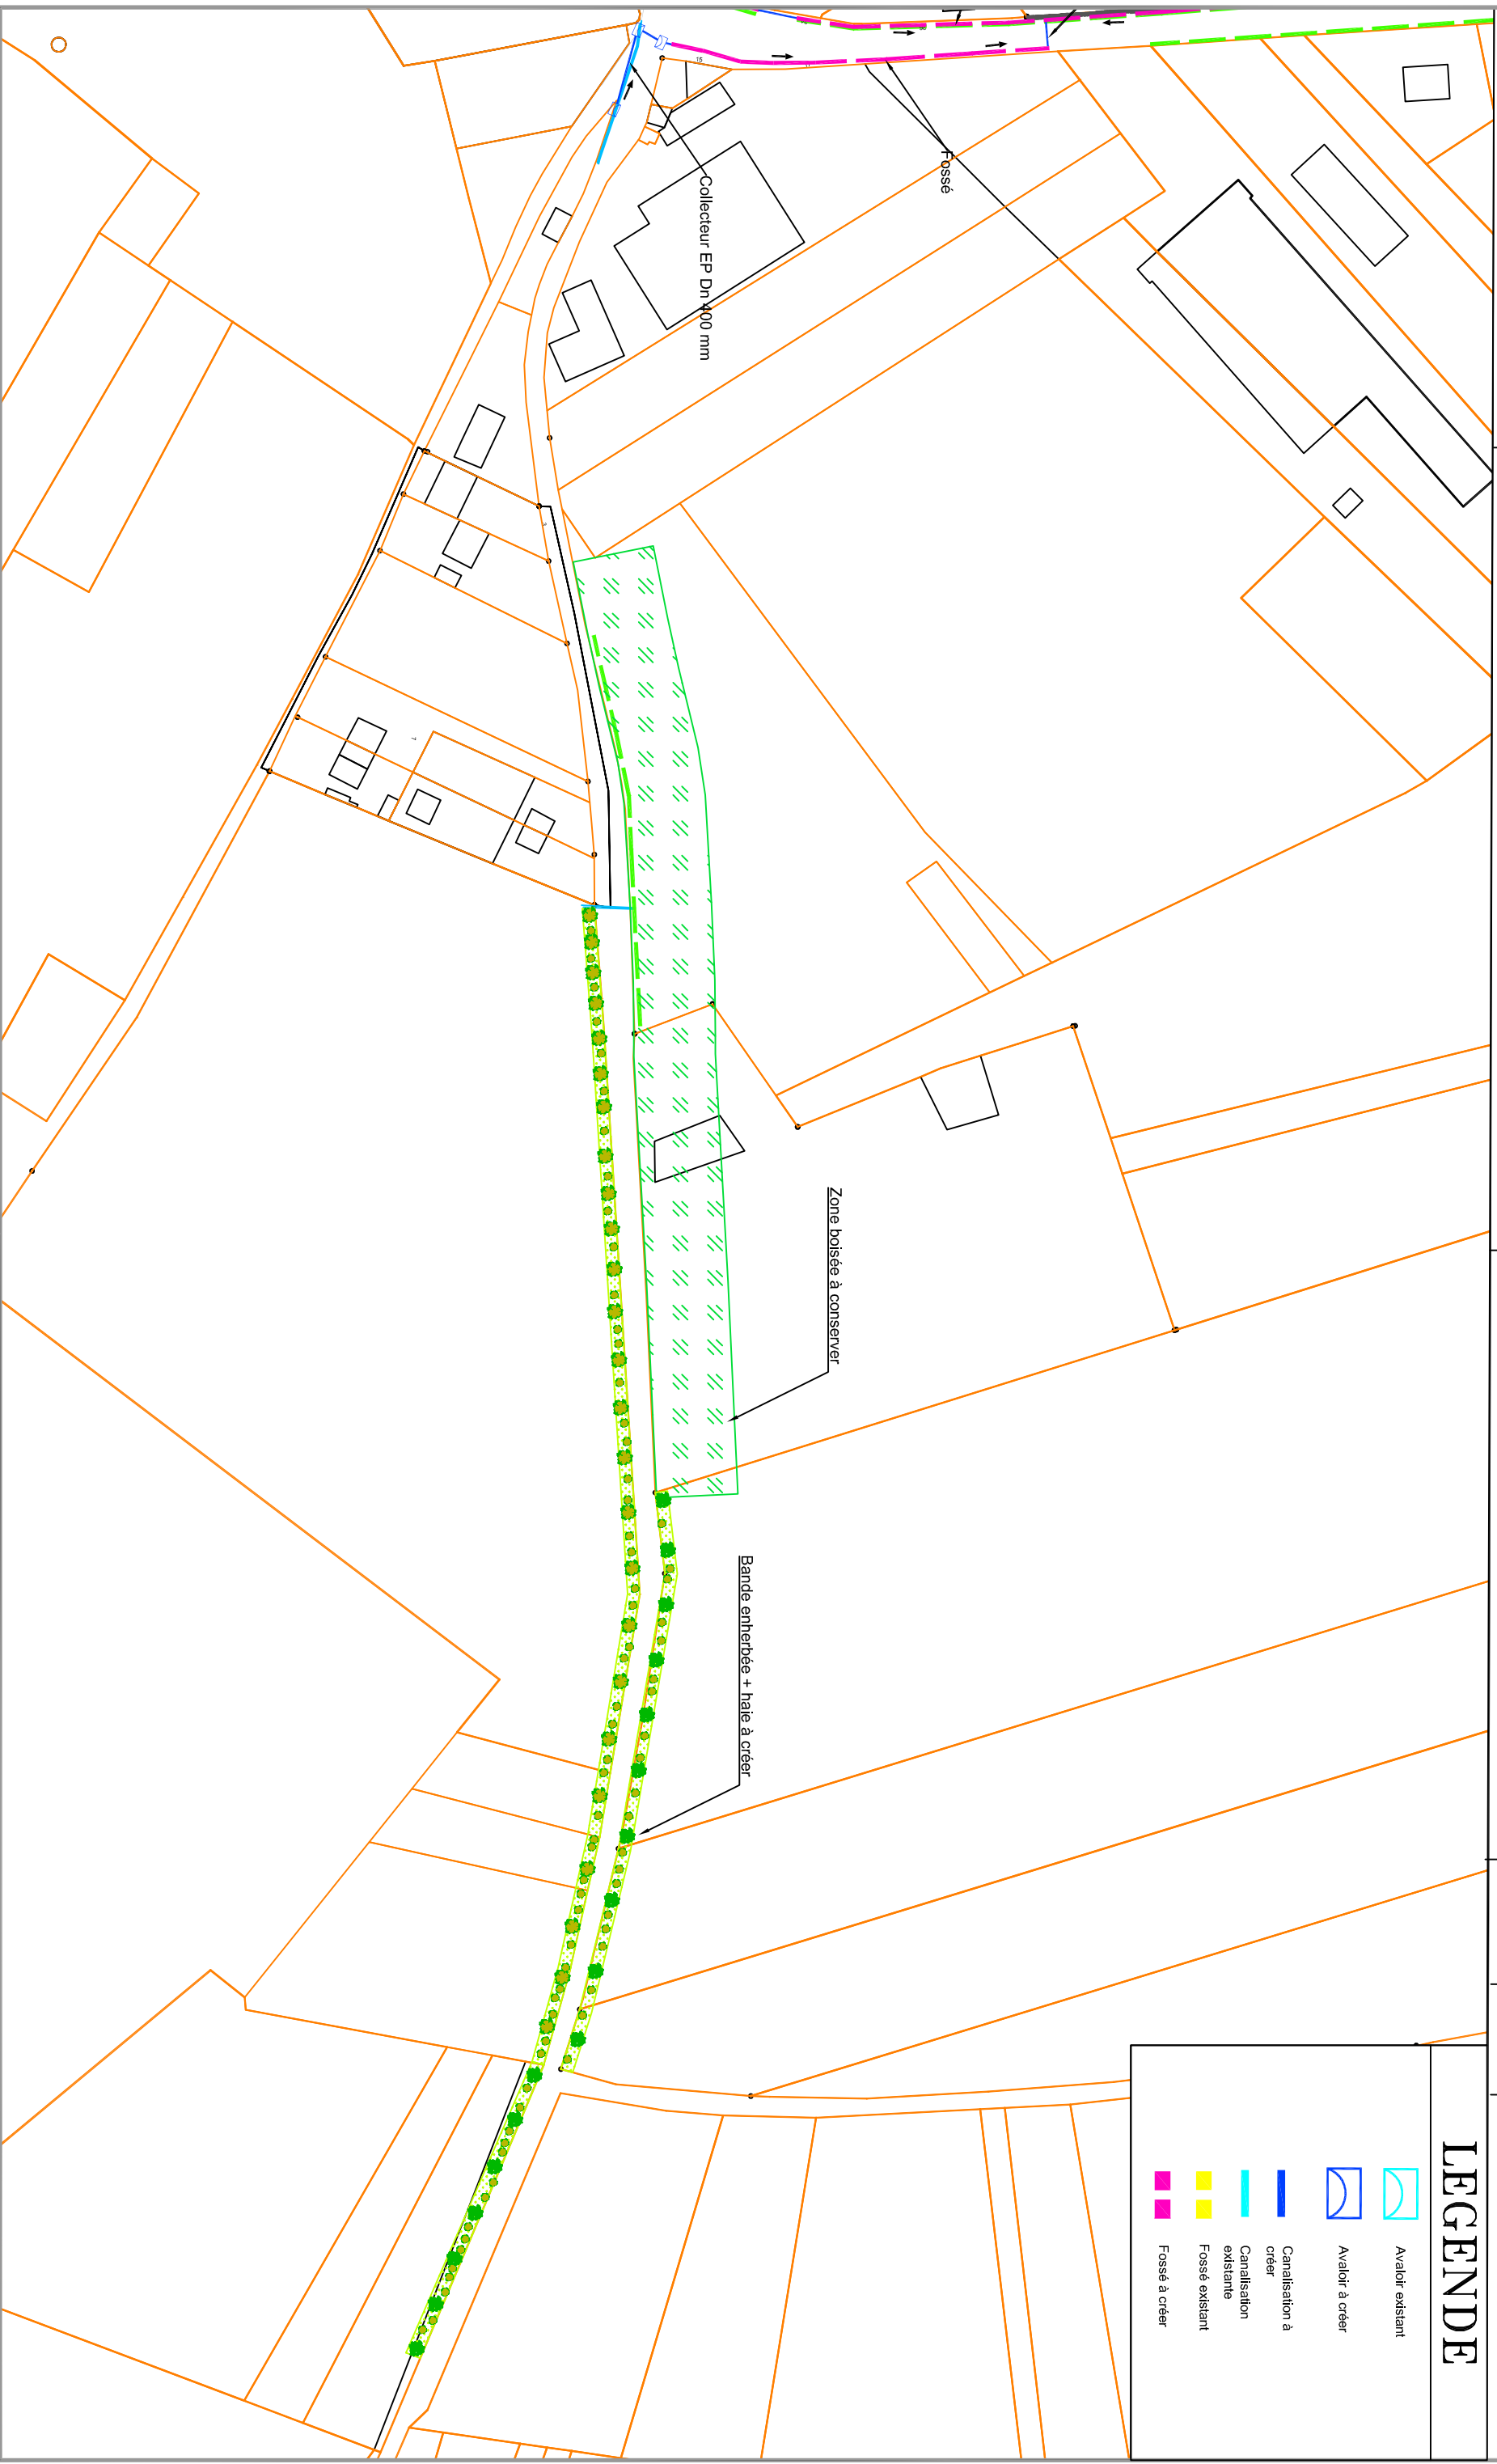 Collecteur EP Dn 400 mm
Fossé
Zone boisée à conserver
Bande enherbée + haie à créer
LEGENDE
Avaloir existant
Avaloir à créer
Canalisation à
créer
Canalisation
existante
Fossé existant
Fossé à créer
15